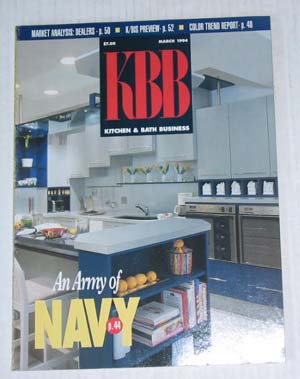 MARKET ANALYSIS: DEALERS - p. 50 ■ K/BIS PREVIEW - p. 52 ■ COLOR TREND REPORT - p. 48
$7.00
MARCH 1994
KBB
KITCHEN & BATH BUSINESS
An Army of
NAVY
p. 44